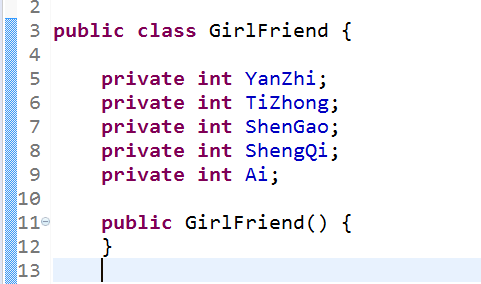 2
3 public class GirlFriend {
4
5 private int YanZhi;
6 private int TiZhong;
7 private int ShenGao;
8 private int ShengQi;
9 private int Ai;
10
11 public GirlFriend() {
12 }
13